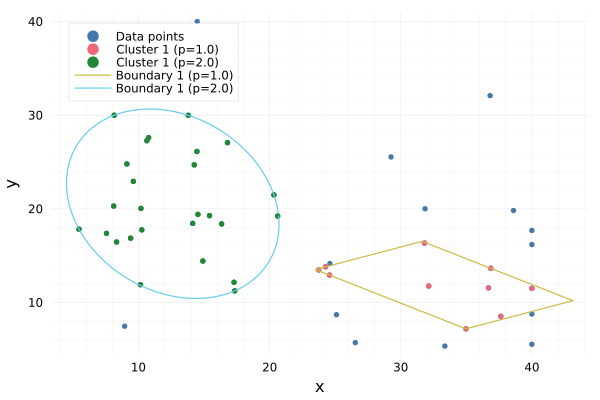 40
Data points
Cluster 1 (p=1.0)
Cluster 1 (p=2.0)
Boundary 1 (p=1.0)
Boundary 1 (p=2.0)
30
y
20
10
10 20 30 40
x